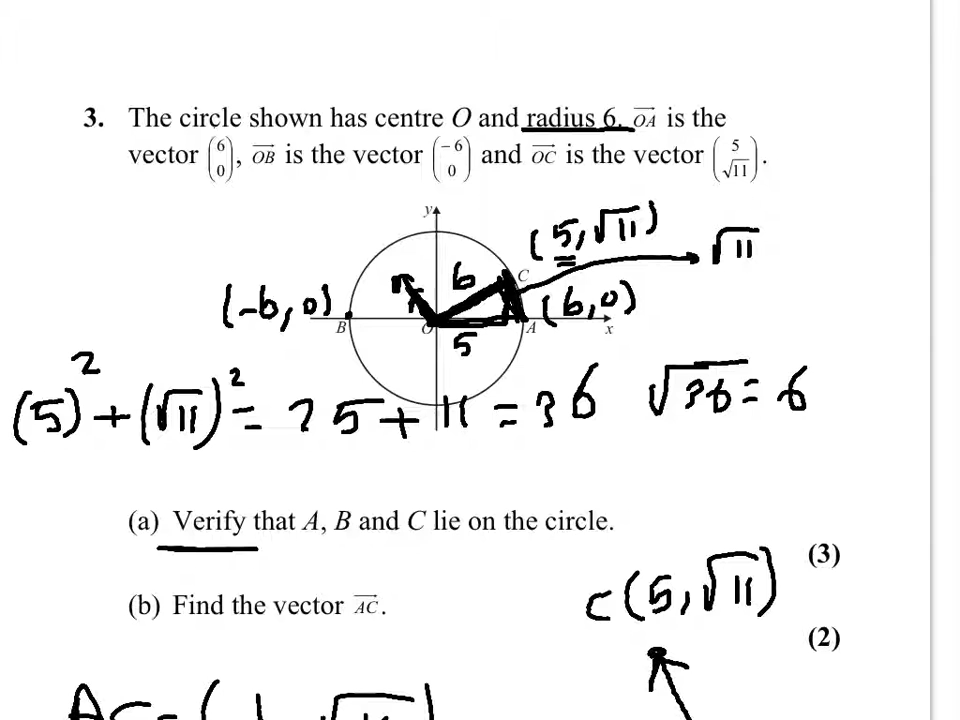 3. The circle shown has centre O and radius 6. OA is the
vector (6 0), OB is the vector (−6 0) and OC is the vector (5 √11).
y
(5, √11)
√11
6
C
(-6, 0)
(6, 0)
B
O
A
x
5
(5)² + (√11)² = 25 + 11 = 36 √36 = 6
(a) Verify that A, B and C lie on the circle.
(3)
C(5, √11)
(b) Find the vector AC.
(2)